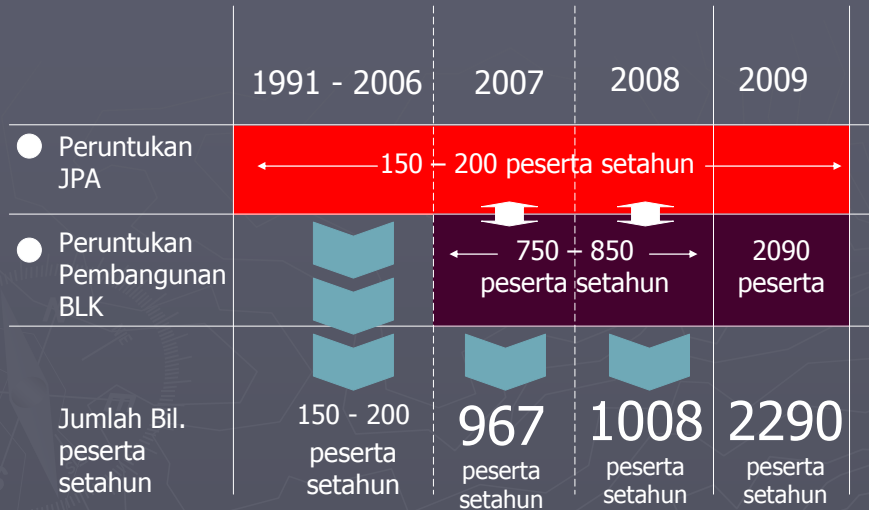 1991 - 2006 2007 2008 2009
Peruntukan
JPA
150 – 200 peserta setahun
Peruntukan
Pembangunan
BLK
750 – 850
peserta setahun
2090
peserta
Jumlah Bil.
peserta
setahun
150 - 200
peserta
setahun
967
peserta
setahun
1008
peserta
setahun
2290
peserta
setahun